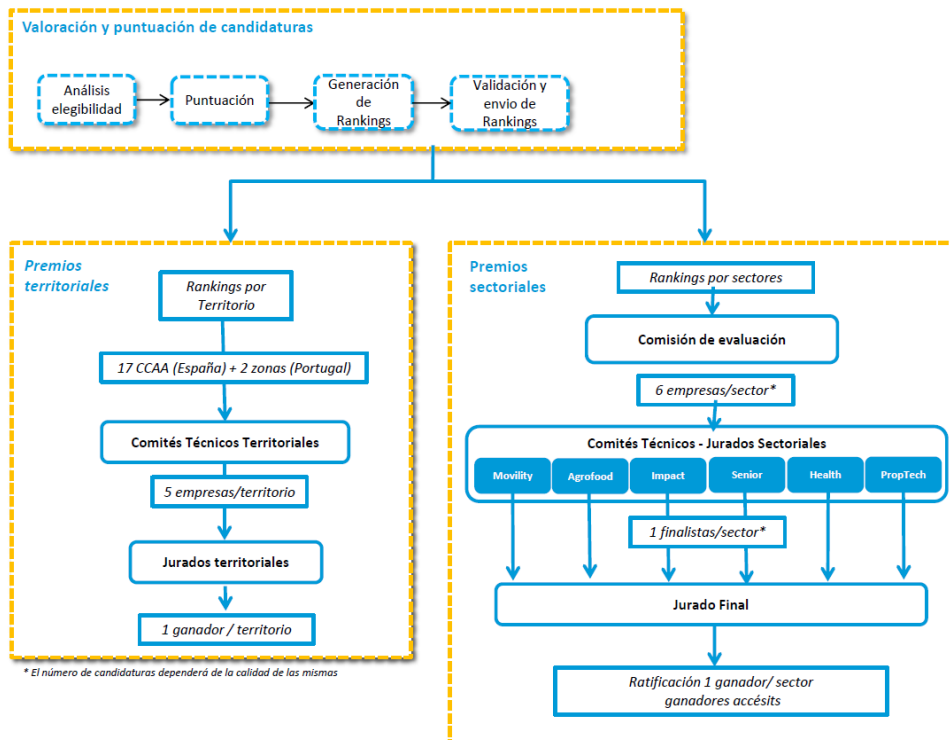 Valoración y puntuación de candidaturas
Análisis
elegibilidad
Puntuación
Generación
de
Rankings
Validación y
envio de
Rankings
Premios
territoriales
Rankings por
Territorio
17 CCAA (España) + 2 zonas (Portugal)
Comités Técnicos Territoriales
5 empresas/territorio
Jurados territoriales
1 ganador / territorio
* El número de candidaturas dependerá de la calidad de las mismas
Premios
sectoriales
Rankings por sectores
Comisión de evaluación
6 empresas/sector*
Comités Técnicos - Jurados Sectoriales
Movility
Agrofood
Impact
Senior
Health
PropTech
1 finalistas/sector*
Jurado Final
Ratificación 1 ganador/ sector
ganadores accésits